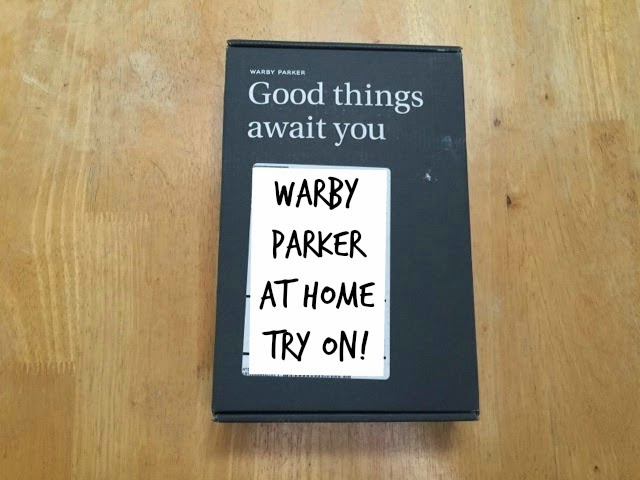 WARBY PARKER
Good things
await you
WARBY
PARKER
AT HOME
TRY ON!